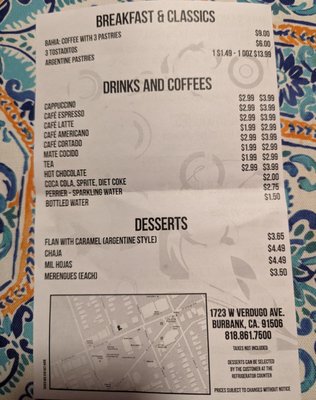 BREAKFAST & CLASSICS
BAHIA: COFFEE WITH 3 PASTRIES $9.00
3 TOSTADITOS $6.00
ARGENTINE PASTRIES 1 $1.49 - 1 DOZ $13.99
DRINKS AND COFFEES
CAPPUCCINO $2.99 $3.99
CAFÉ ESPRESSO $2.99 $3.99
CAFÉ LATTE $2.99 $3.99
CAFÉ AMERICANO $1.99 $2.99
CAFÉ CORTADO $2.99 $3.99
MATE COCIDO $1.99 $2.99
TEA $1.99 $2.99
HOT CHOCOLATE $2.99 $3.99
COCA COLA, SPRITE, DIET COKE $2.00
PERRIER - SPARKLING WATER $2.75
BOTTLED WATER $1.50
DESSERTS
FLAN WITH CARAMEL (ARGENTINE STYLE) $3.65
CHAJA $4.49
MIL HOJAS $4.49
MERENGUES (EACH) $3.50
1723 W VERDUGO AVE.
BURBANK, CA. 91506
818.861.7500
TAXES NOT INCLUDED.
DESSERTS CAN BE SELECTED
BY THE CUSTOMER AT THE
REFRIGERATOR COUNTER
PRICES SUBJECT TO CHANGES WITHOUT NOTICE